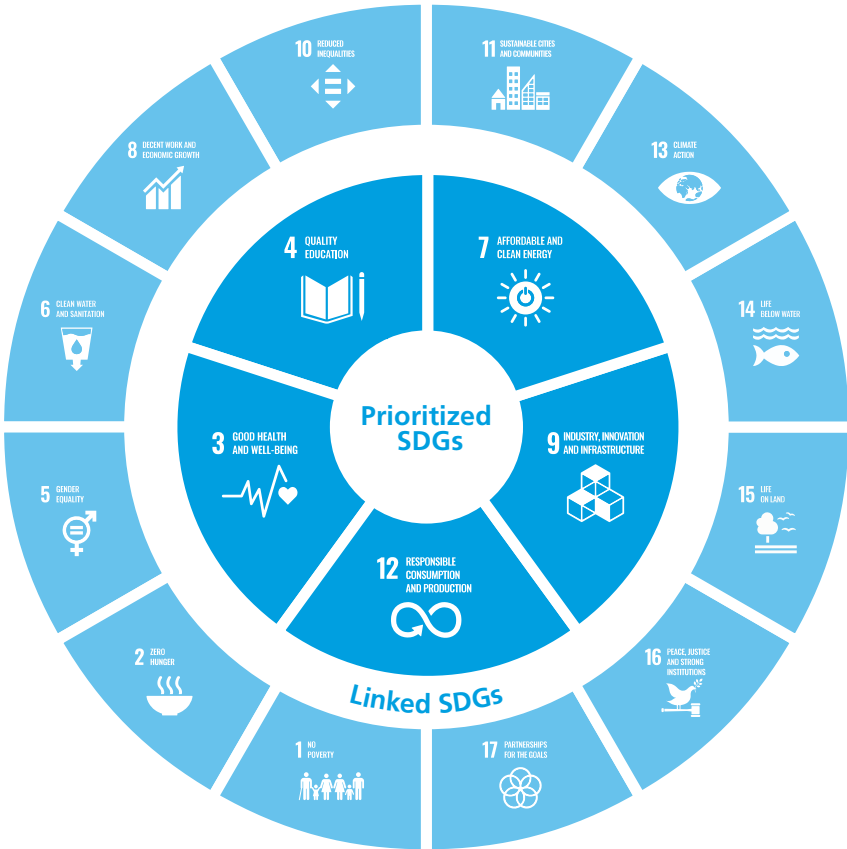 10 REDUCED
INEQUALITIES
11 SUSTAINABLE CITIES
AND COMMUNITIES
8 DECENT WORK AND
ECONOMIC GROWTH
13 CLIMATE
ACTION
4 QUALITY
EDUCATION
7 AFFORDABLE AND
CLEAN ENERGY
6 CLEAN WATER
AND SANITATION
14 LIFE
BELOW WATER
Prioritized
SDGs
3 GOOD HEALTH
AND WELL-BEING
9 INDUSTRY, INNOVATION
AND INFRASTRUCTURE
5 GENDER
EQUALITY
15 LIFE
ON LAND
12 RESPONSIBLE
CONSUMPTION
AND PRODUCTION
2 ZERO
HUNGER
16 PEACE, JUSTICE
AND STRONG
INSTITUTIONS
Linked SDGs
1 NO
POVERTY
17 PARTNERSHIPS
FOR THE GOALS